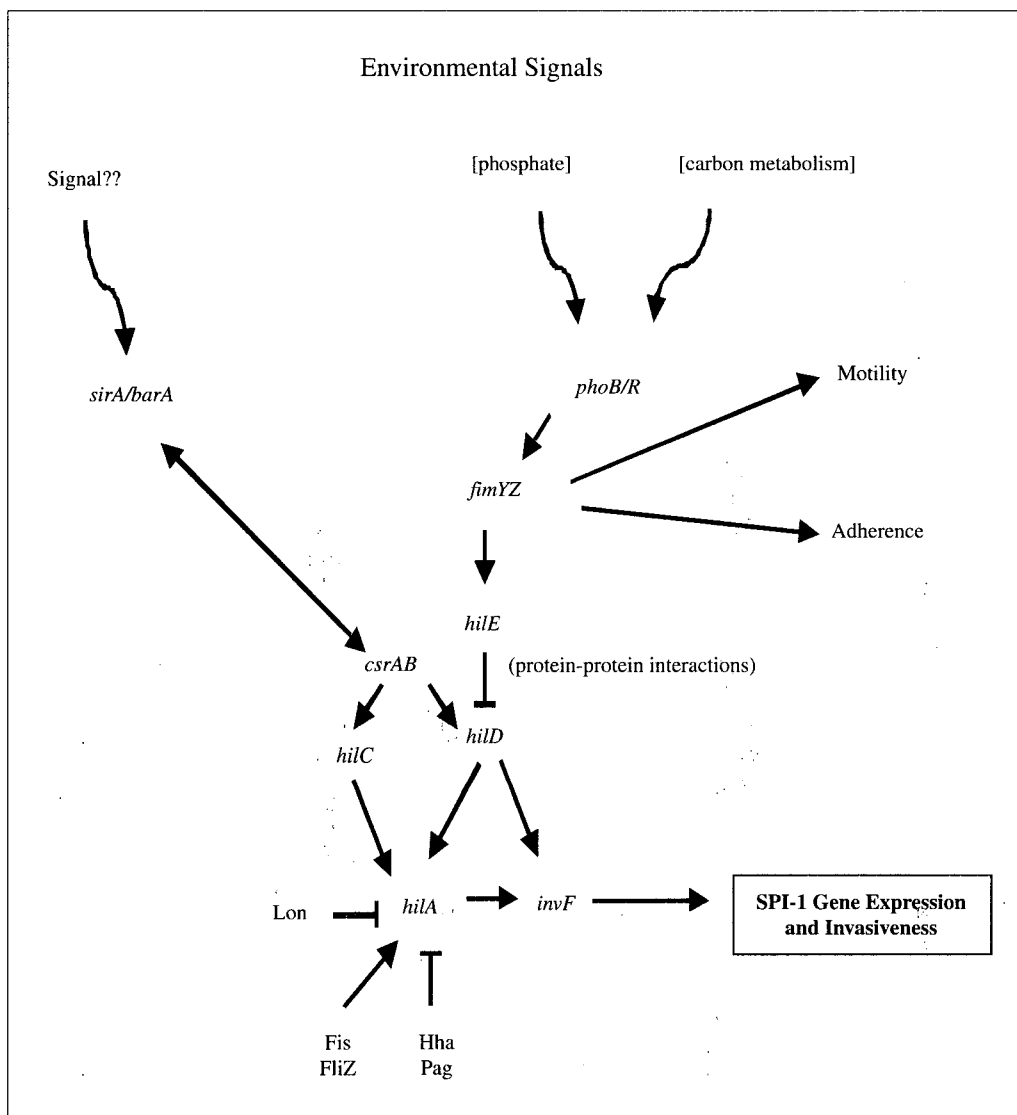 Environmental Signals
Signal??
[phosphate]
[carbon metabolism]
sirA/barA
phoB/R
Motility
fimYZ
Adherence
hilE
csrAB
(protein-protein interactions)
hilC
hilD
Lon
hilA
invF
SPI-1 Gene Expression
and Invasiveness
Fis
FliZ
Hha
Pag